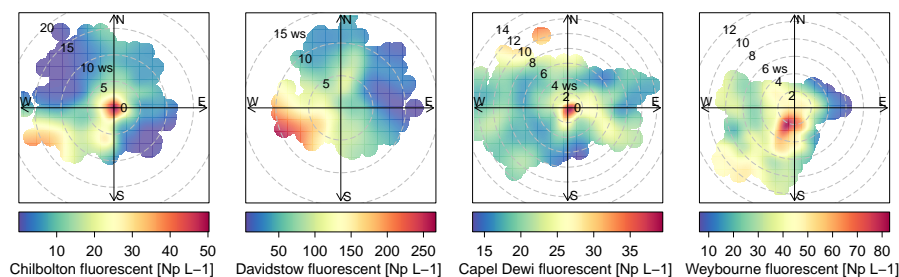 N
20
15
10 ws
5
W
0
E
S
10 20 30 40 50
Chilbolton fluorescent [Np L−1]
N
15 ws
10
5
W
E
S
50 100 150 200 250
Davidstow fluorescent [Np L−1]
N
14
12
10
8
6
4 ws
2
W
0
E
S
15 20 25 30 35
Capel Dewi fluorescent [Np L−1]
N
12
10
8
6 ws
4
2
W
E
S
10 20 30 40 50 60 70 80
Weybourne fluorescent [Np L−1]